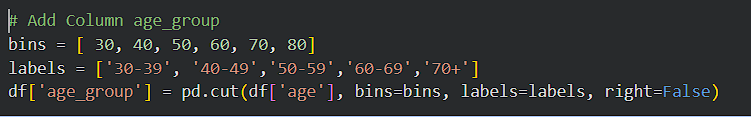 # Add Column age_group
bins = [ 30, 40, 50, 60, 70, 80]
labels = ['30-39', '40-49','50-59','60-69','70+']
df['age_group'] = pd.cut(df['age'], bins=bins, labels=labels, right=False)